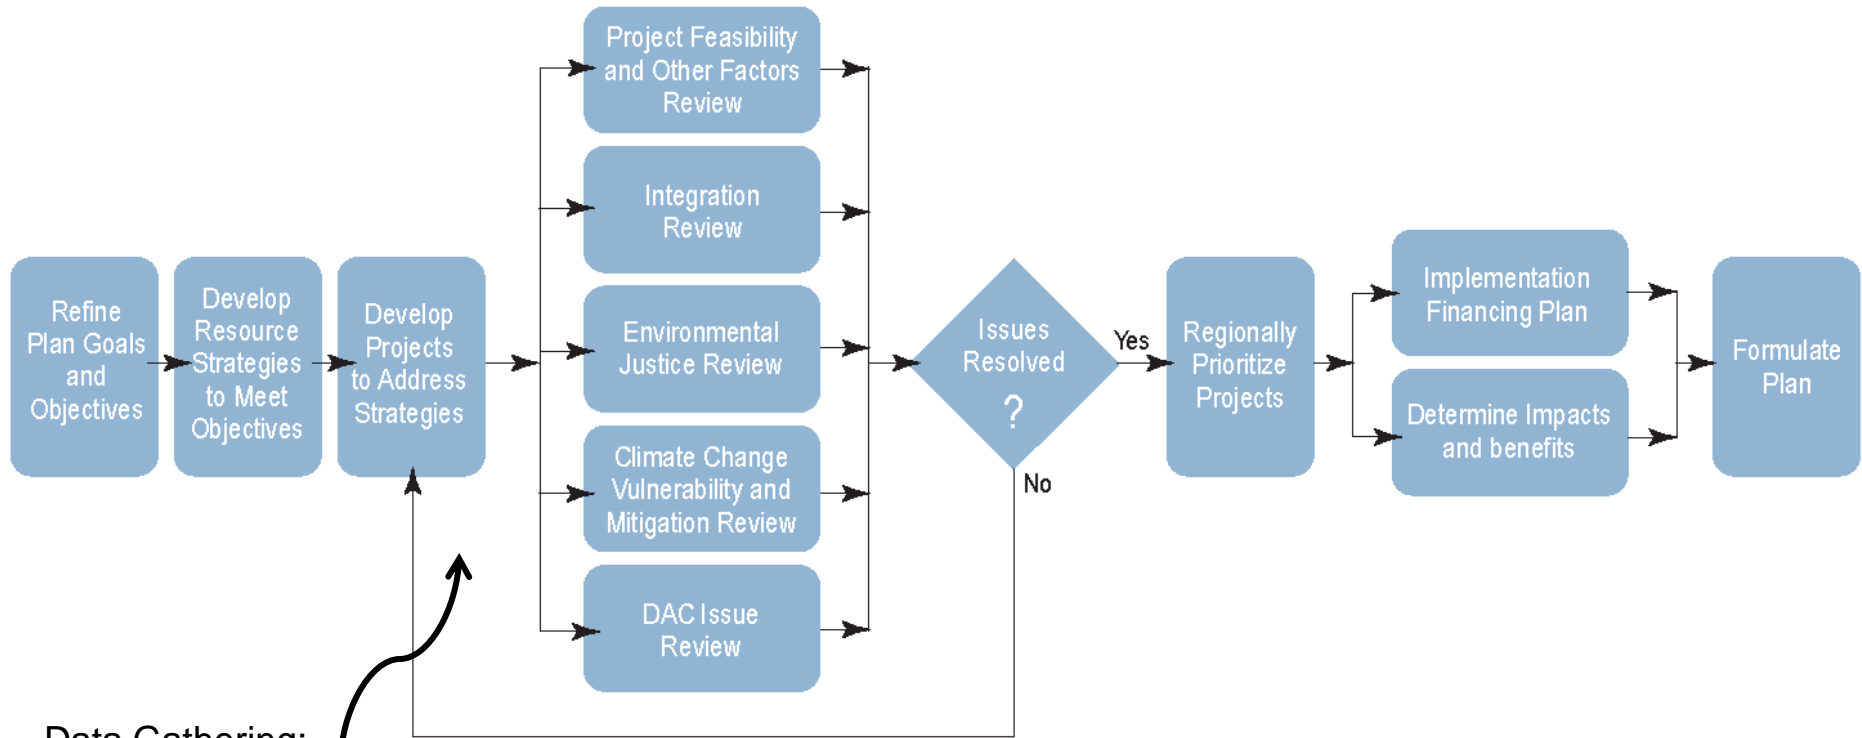 Refine
Plan Goals
and
Objectives
Develop
Resource
Strategies
to Meet
Objectives
Develop
Projects
to Address
Strategies
Project Feasibility
and Other Factors
Review
Integration
Review
Environmental
Justice Review
Climate Change
Vulnerability and
Mitigation Review
DAC Issue
Review
Issues
Resolved
?
Yes
No
Regionally
Prioritize
Projects
Implementation
Financing Plan
Determine Impacts
and benefits
Formulate
Plan
Data Gathering: